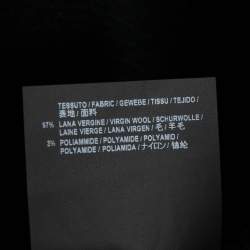 TESSUTO / FABRIC / GEWEBE / TISSU / TEJIDO /
表地 / 面料
97% LANA VERGINE / VIRGIN WOOL / SCHURWOLLE /
LAINE VIERGE / LANA VIRGEN / 毛 / 羊毛
3% POLIAMMIDE / POLYAMIDE / POLYAMID /
POLYAMIDE / POLIAMIDA / ナイロン / 锦纶